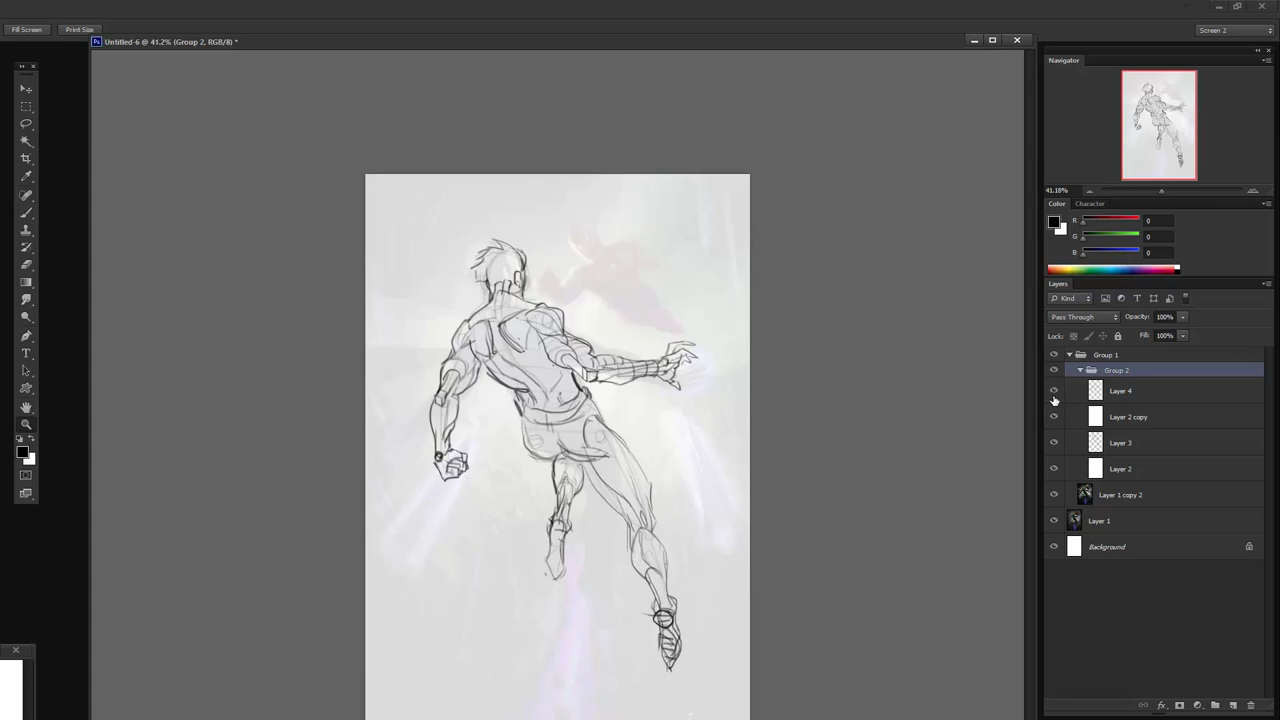 Fill Screen Print Size Screen 2
Ps Untitled-6 @ 41.2% (Group 2, RGB/8) *
Navigator
41.18%
Color Character
R 0
G 0
B 0
Layers
Kind T
Pass Through Opacity: 100%
Lock: Fill: 100%
Group 1
Group 2
Layer 4
Layer 2 copy
Layer 3
Layer 2
Layer 1 copy 2
Layer 1
Background
fx